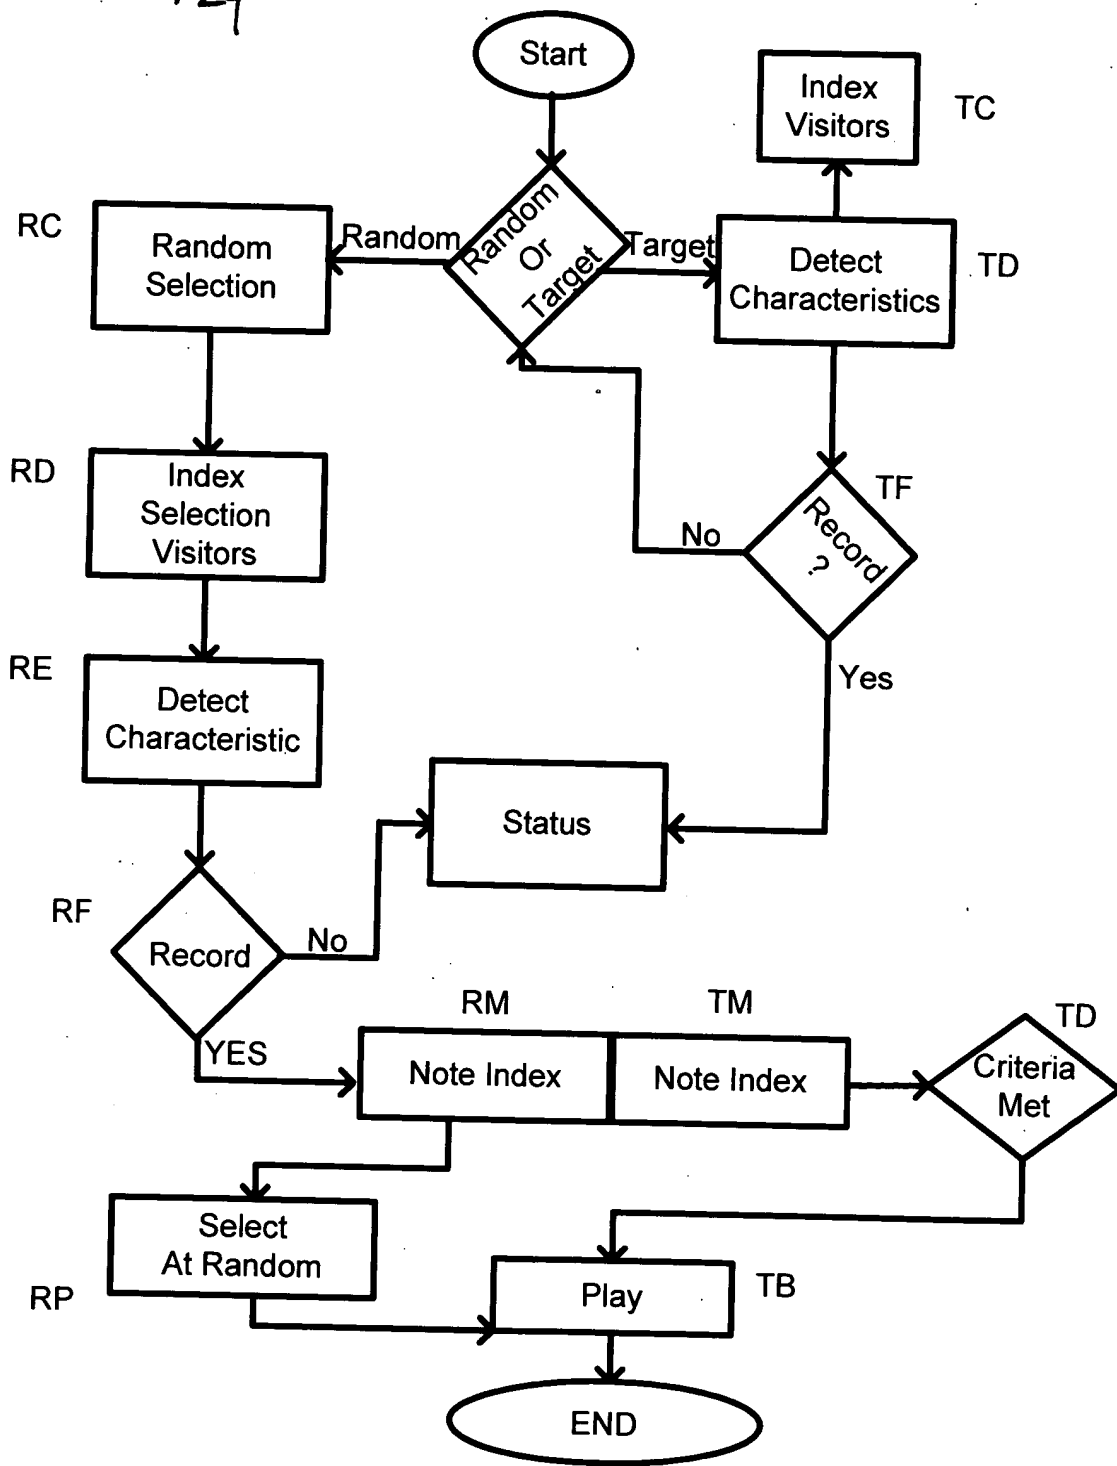 Start
Index
Visitors
TC
RC
Random
Selection
Random
Random
Or
Target
Target
Detect
Characteristics
TD
RD
Index
Selection
Visitors
No
TF
Record
?
Yes
RE
Detect
Characteristic
Status
RF
Record
No
YES
RM
TM
Note Index
Note Index
TD
Criteria
Met
Select
At Random
RP
Play
TB
END